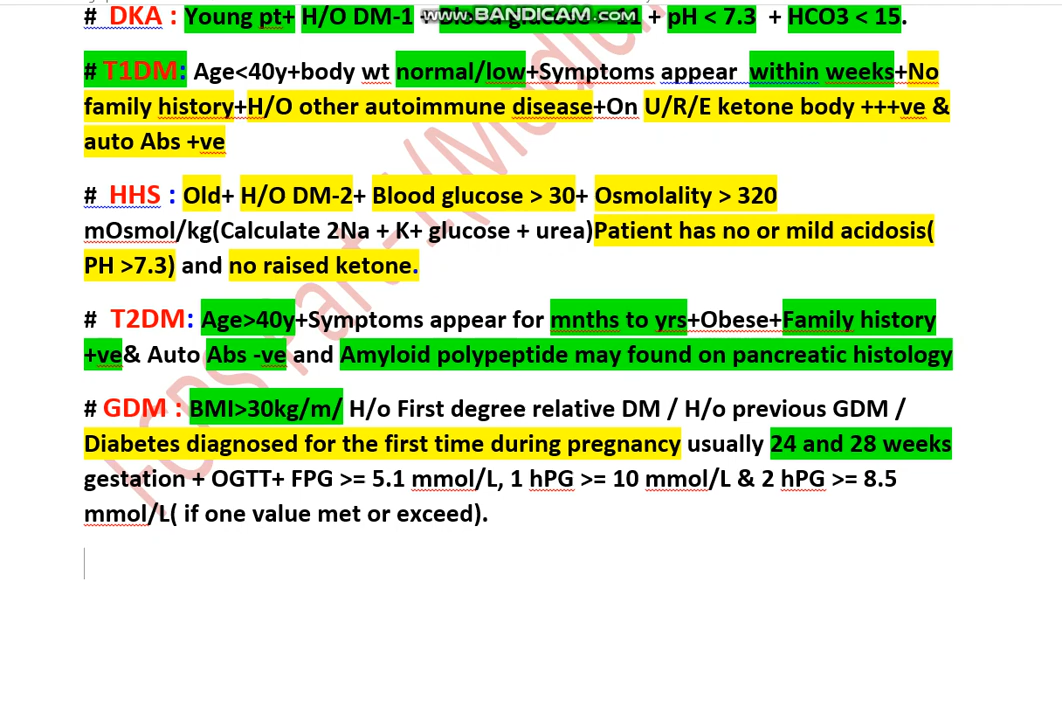 # DKA : Young pt+ H/O DM-1 + Blood glucose > 11 + pH < 7.3 + HCO3 < 15.
www.BANDICAM.com
# T1DM: Age<40y+body wt normal/low+Symptoms appear within weeks+No
family history+H/O other autoimmune disease+On U/R/E ketone body +++ve &
auto Abs +ve
# HHS : Old+ H/O DM-2+ Blood glucose > 30+ Osmolality > 320
mOsmol/kg(Calculate 2Na + K+ glucose + urea)Patient has no or mild acidosis(
PH >7.3) and no raised ketone.
# T2DM: Age>40y+Symptoms appear for mnths to yrs+Obese+Family history
+ve& Auto Abs -ve and Amyloid polypeptide may found on pancreatic histology
# GDM : BMI>30kg/m/ H/o First degree relative DM / H/o previous GDM /
Diabetes diagnosed for the first time during pregnancy usually 24 and 28 weeks
gestation + OGTT+ FPG >= 5.1 mmol/L, 1 hPG >= 10 mmol/L & 2 hPG >= 8.5
mmol/L( if one value met or exceed).